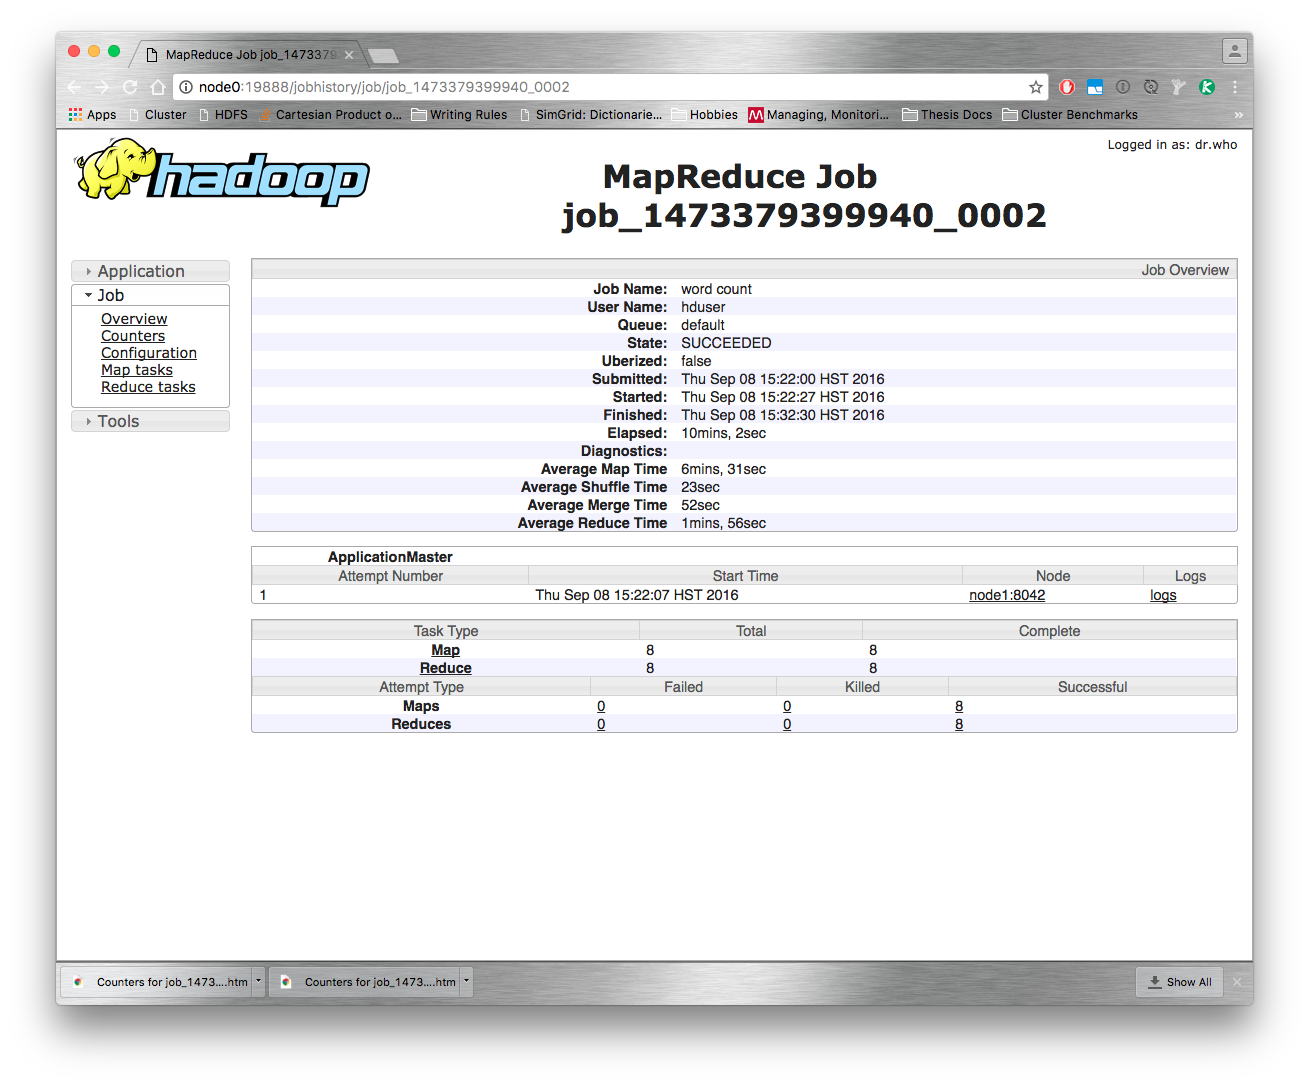 MapReduce Job job_1473379
node0:19888/jobhistory/job/job_1473379399940_0002
Apps Cluster HDFS Cartesian Product o... Writing Rules SimGrid: Dictionarie... Hobbies Managing, Monitori... Thesis Docs Cluster Benchmarks »
Logged in as: dr.who
hadoop
MapReduce Job
job_1473379399940_0002
Application
Job
Overview
Counters
Configuration
Map tasks
Reduce tasks
Tools
Job Overview
Job Name: word count
User Name: hduser
Queue: default
State: SUCCEEDED
Uberized: false
Submitted: Thu Sep 08 15:22:00 HST 2016
Started: Thu Sep 08 15:22:27 HST 2016
Finished: Thu Sep 08 15:32:30 HST 2016
Elapsed: 10mins, 2sec
Diagnostics:
Average Map Time 6mins, 31sec
Average Shuffle Time 23sec
Average Merge Time 52sec
Average Reduce Time 1mins, 56sec
ApplicationMaster
Attempt Number Start Time Node Logs
1 Thu Sep 08 15:22:07 HST 2016 node1:8042 logs
Task Type Total Complete
Map 8 8
Reduce 8 8
Attempt Type Failed Killed Successful
Maps 0 0 8
Reduces 0 0 8
Counters for job_1473....htm Counters for job_1473....htm Show All